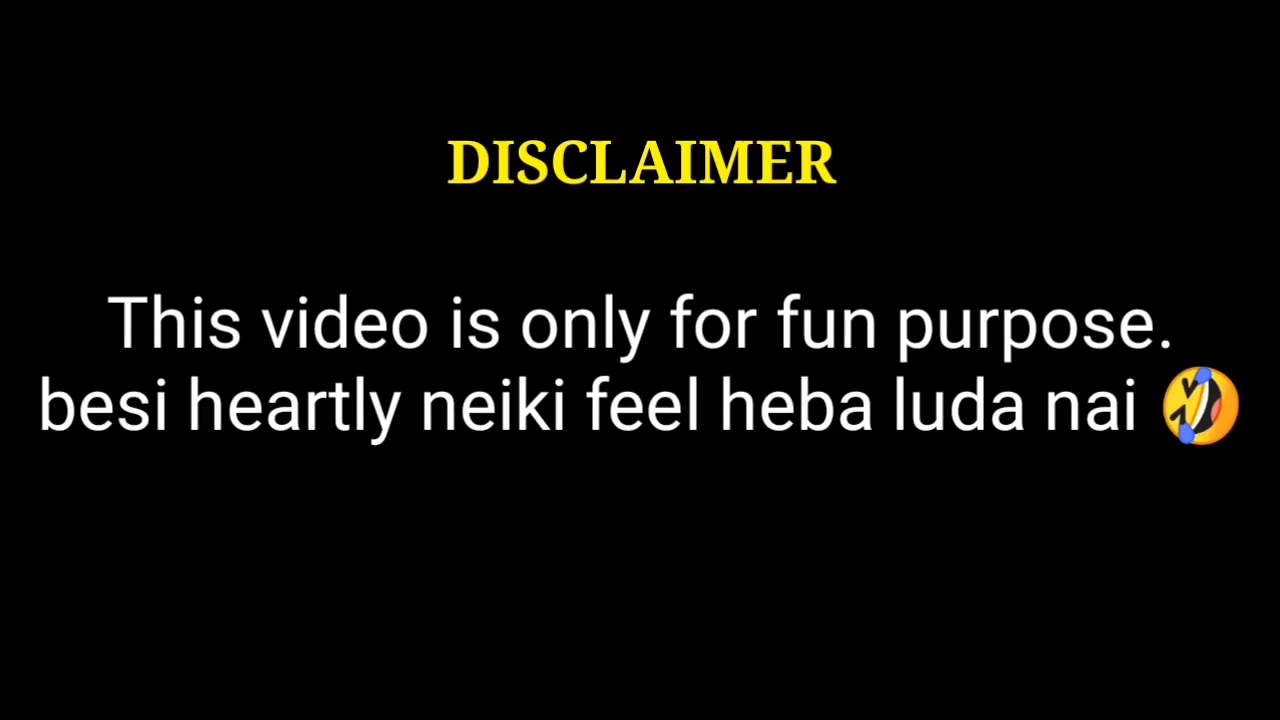 DISCLAIMER
This video is only for fun purpose.
besi heartly neiki feel heba luda nai 🤣